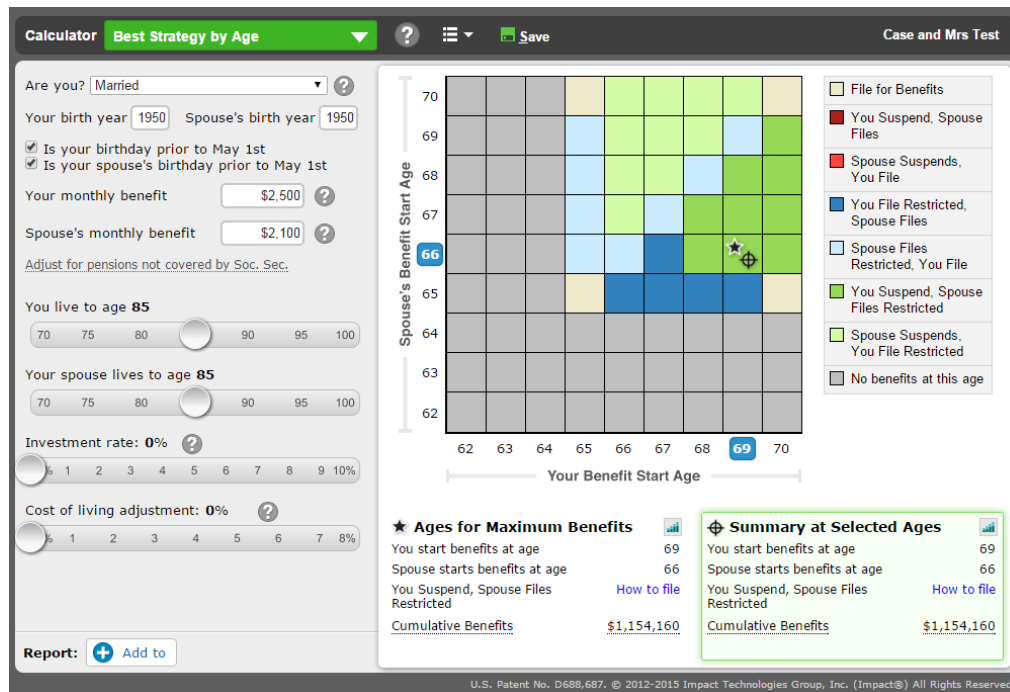 Calculator Best Strategy by Age ? Save Case and Mrs Test
Are you? Married ?
Your birth year 1950 Spouse's birth year 1950
Is your birthday prior to May 1st
Is your spouse's birthday prior to May 1st
Your monthly benefit $2,500 ?
Spouse's monthly benefit $2,100 ?
Adjust for pensions not covered by Soc. Sec.
You live to age 85
70 75 80 90 95 100
Your spouse lives to age 85
70 75 80 90 95 100
Investment rate: 0% ?
% 1 2 3 4 5 6 7 8 9 10%
Cost of living adjustment: 0% ?
% 1 2 3 4 5 6 7 8%
Report: Add to
Spouse's Benefit Start Age
70
69
68
67
66
65
64
63
62
62 63 64 65 66 67 68 69 70
Your Benefit Start Age
File for Benefits
You Suspend, Spouse
Files
Spouse Suspends,
You File
You File Restricted,
Spouse Files
Spouse Files
Restricted, You File
You Suspend, Spouse
Files Restricted
Spouse Suspends,
You File Restricted
No benefits at this age
Ages for Maximum Benefits
You start benefits at age 69
Spouse starts benefits at age 66
You Suspend, Spouse Files How to file
Restricted
Cumulative Benefits $1,154,160
Summary at Selected Ages
You start benefits at age 69
Spouse starts benefits at age 66
You Suspend, Spouse Files How to file
Restricted
Cumulative Benefits $1,154,160
U.S. Patent No. D688,687. © 2012-2015 Impact Technologies Group, Inc. (Impact®) All Rights Reserved